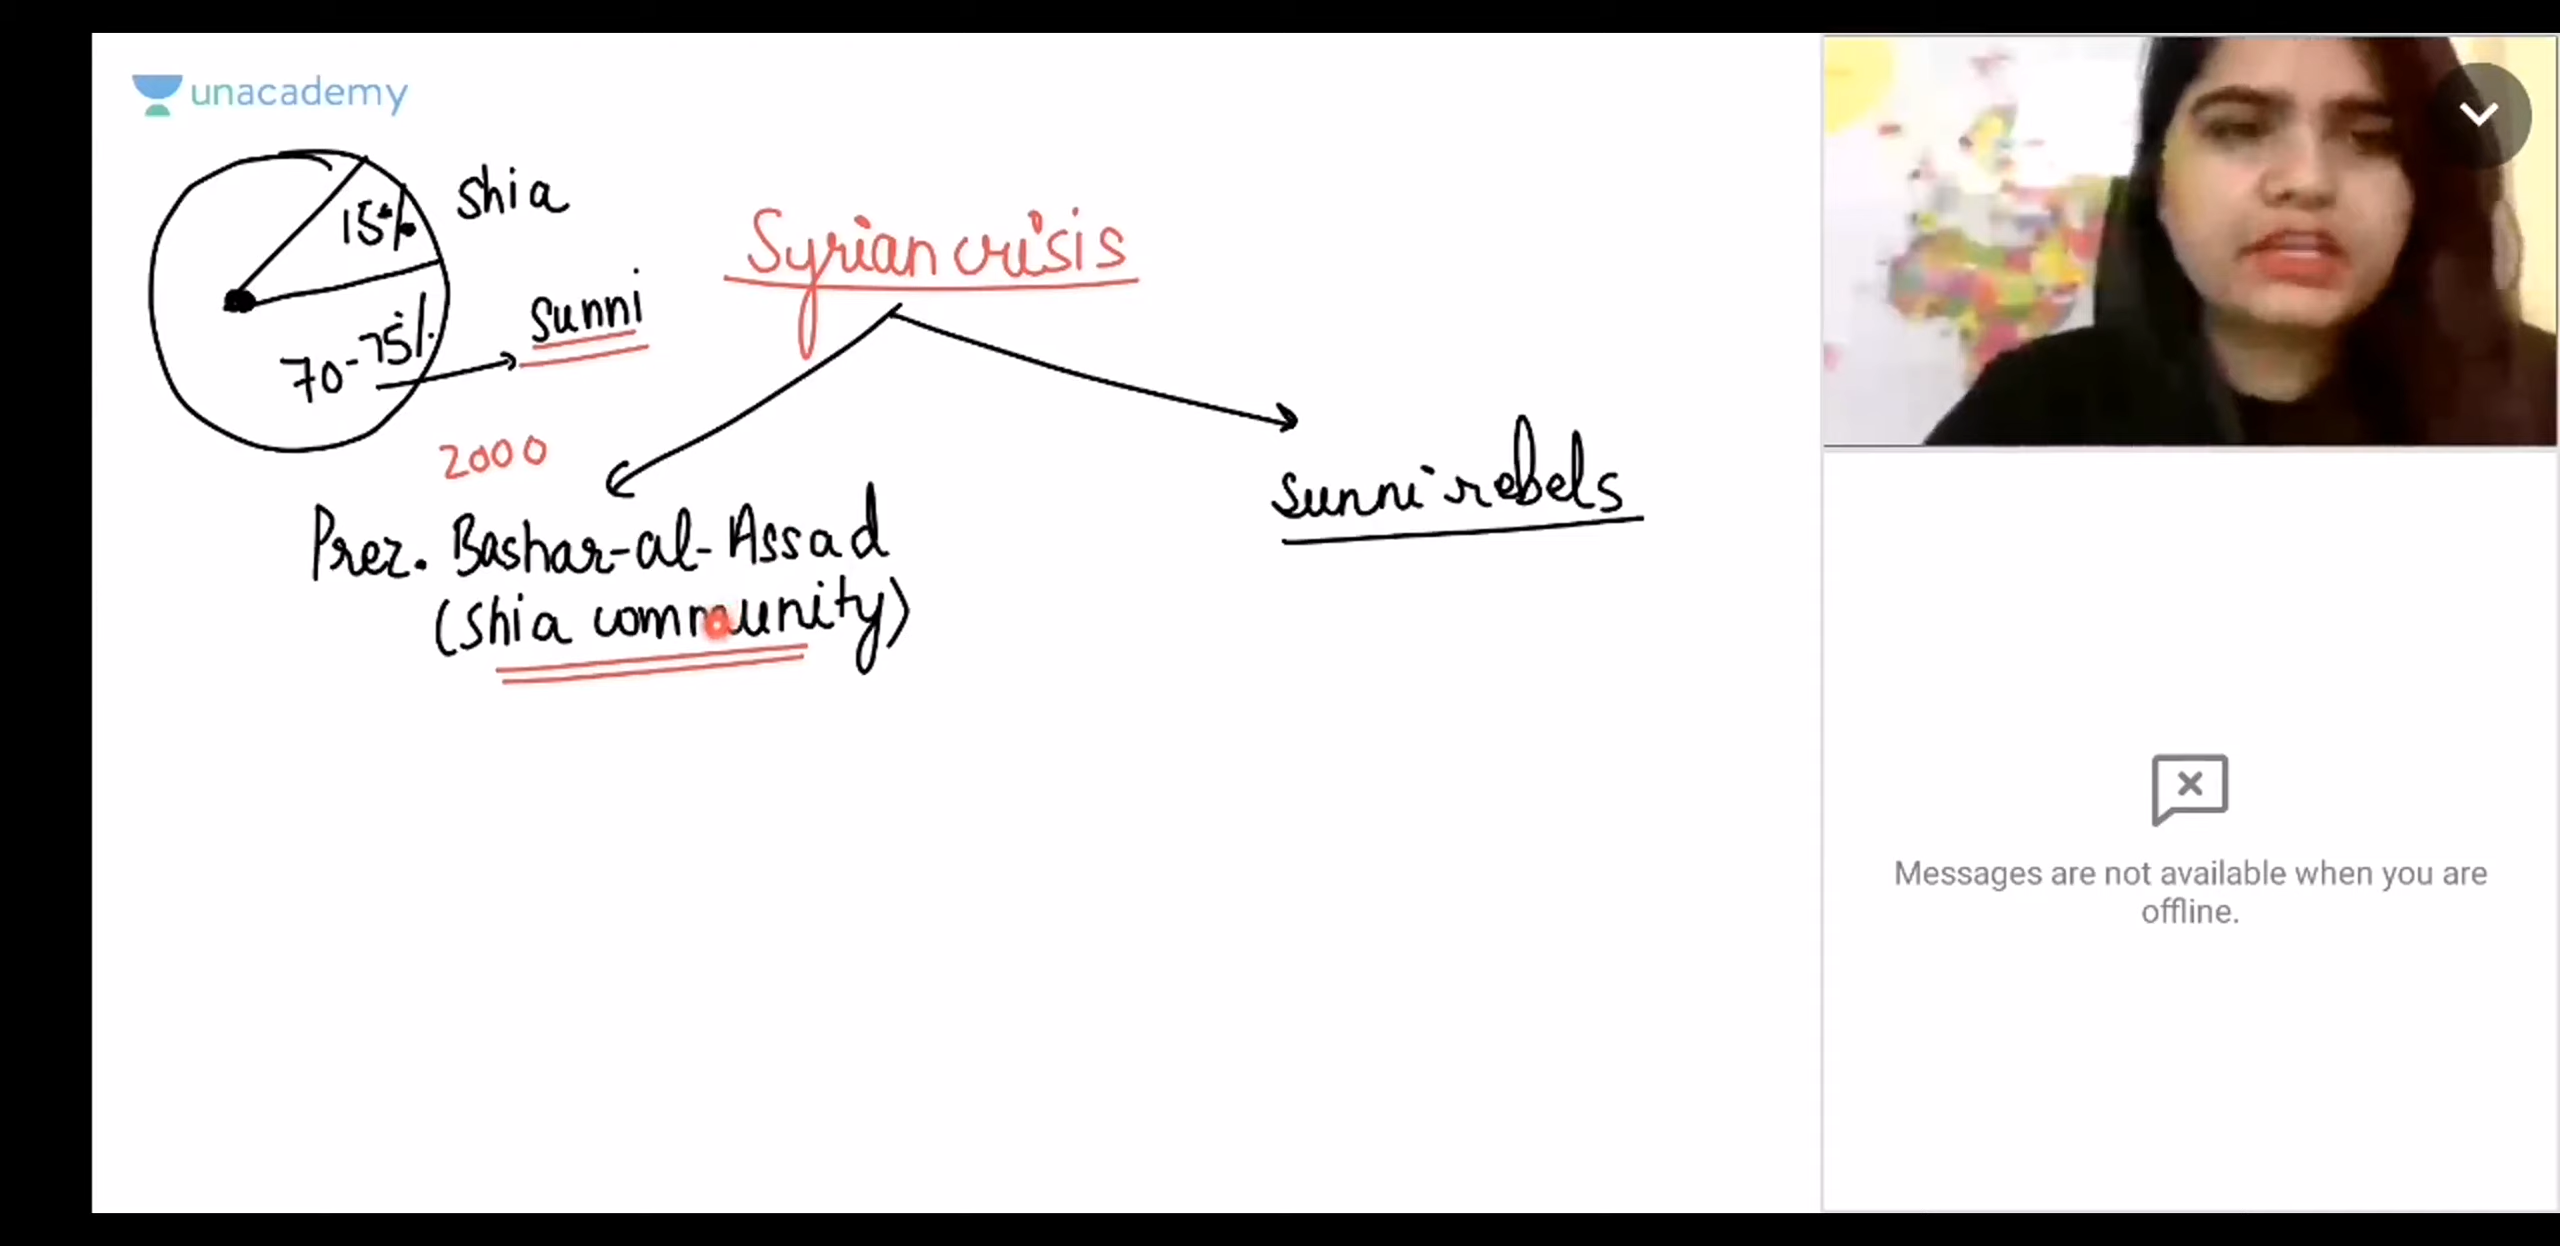 unacademy
15%
Shia
Syrian crisis
Sunni
70-75%
2000
Sunni rebels
Prez. Bashar-al-Assad
(Shia community)
Messages are not available when you are
offline.